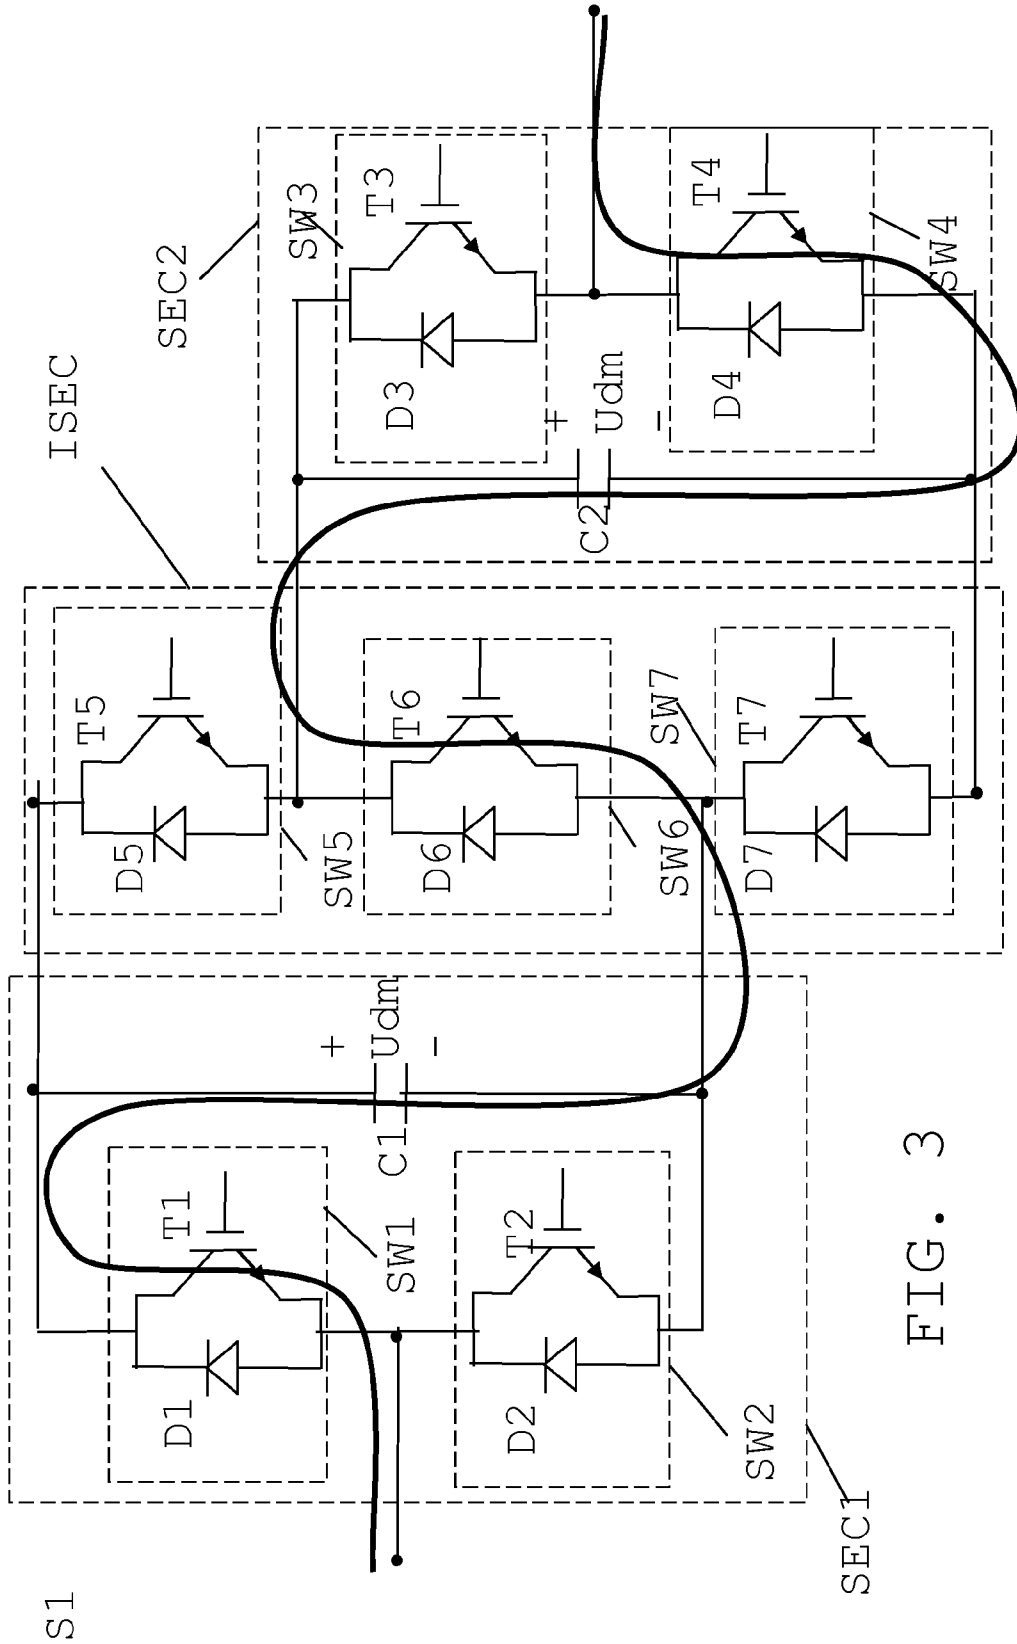 S1
SEC1
SEC2
ISEC
SW1
T1
D1
SW2
T2
D2
C1
+
Udm
-
SW5
T5
D5
SW6
T6
D6
SW7
T7
D7
C2
+
Udm
-
SW3
T3
D3
SW4
T4
D4
FIG. 3